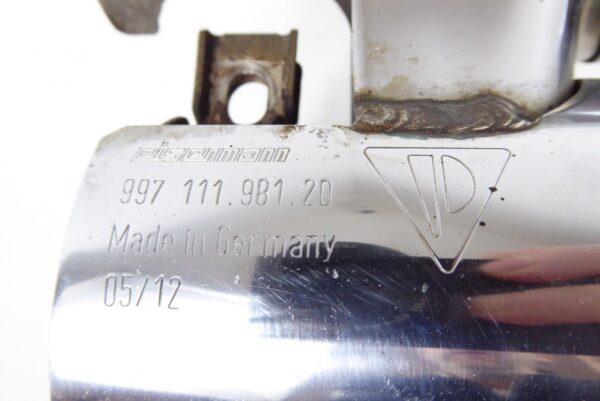 eisenmann
997 111.981.20
Made in Germany
05/12